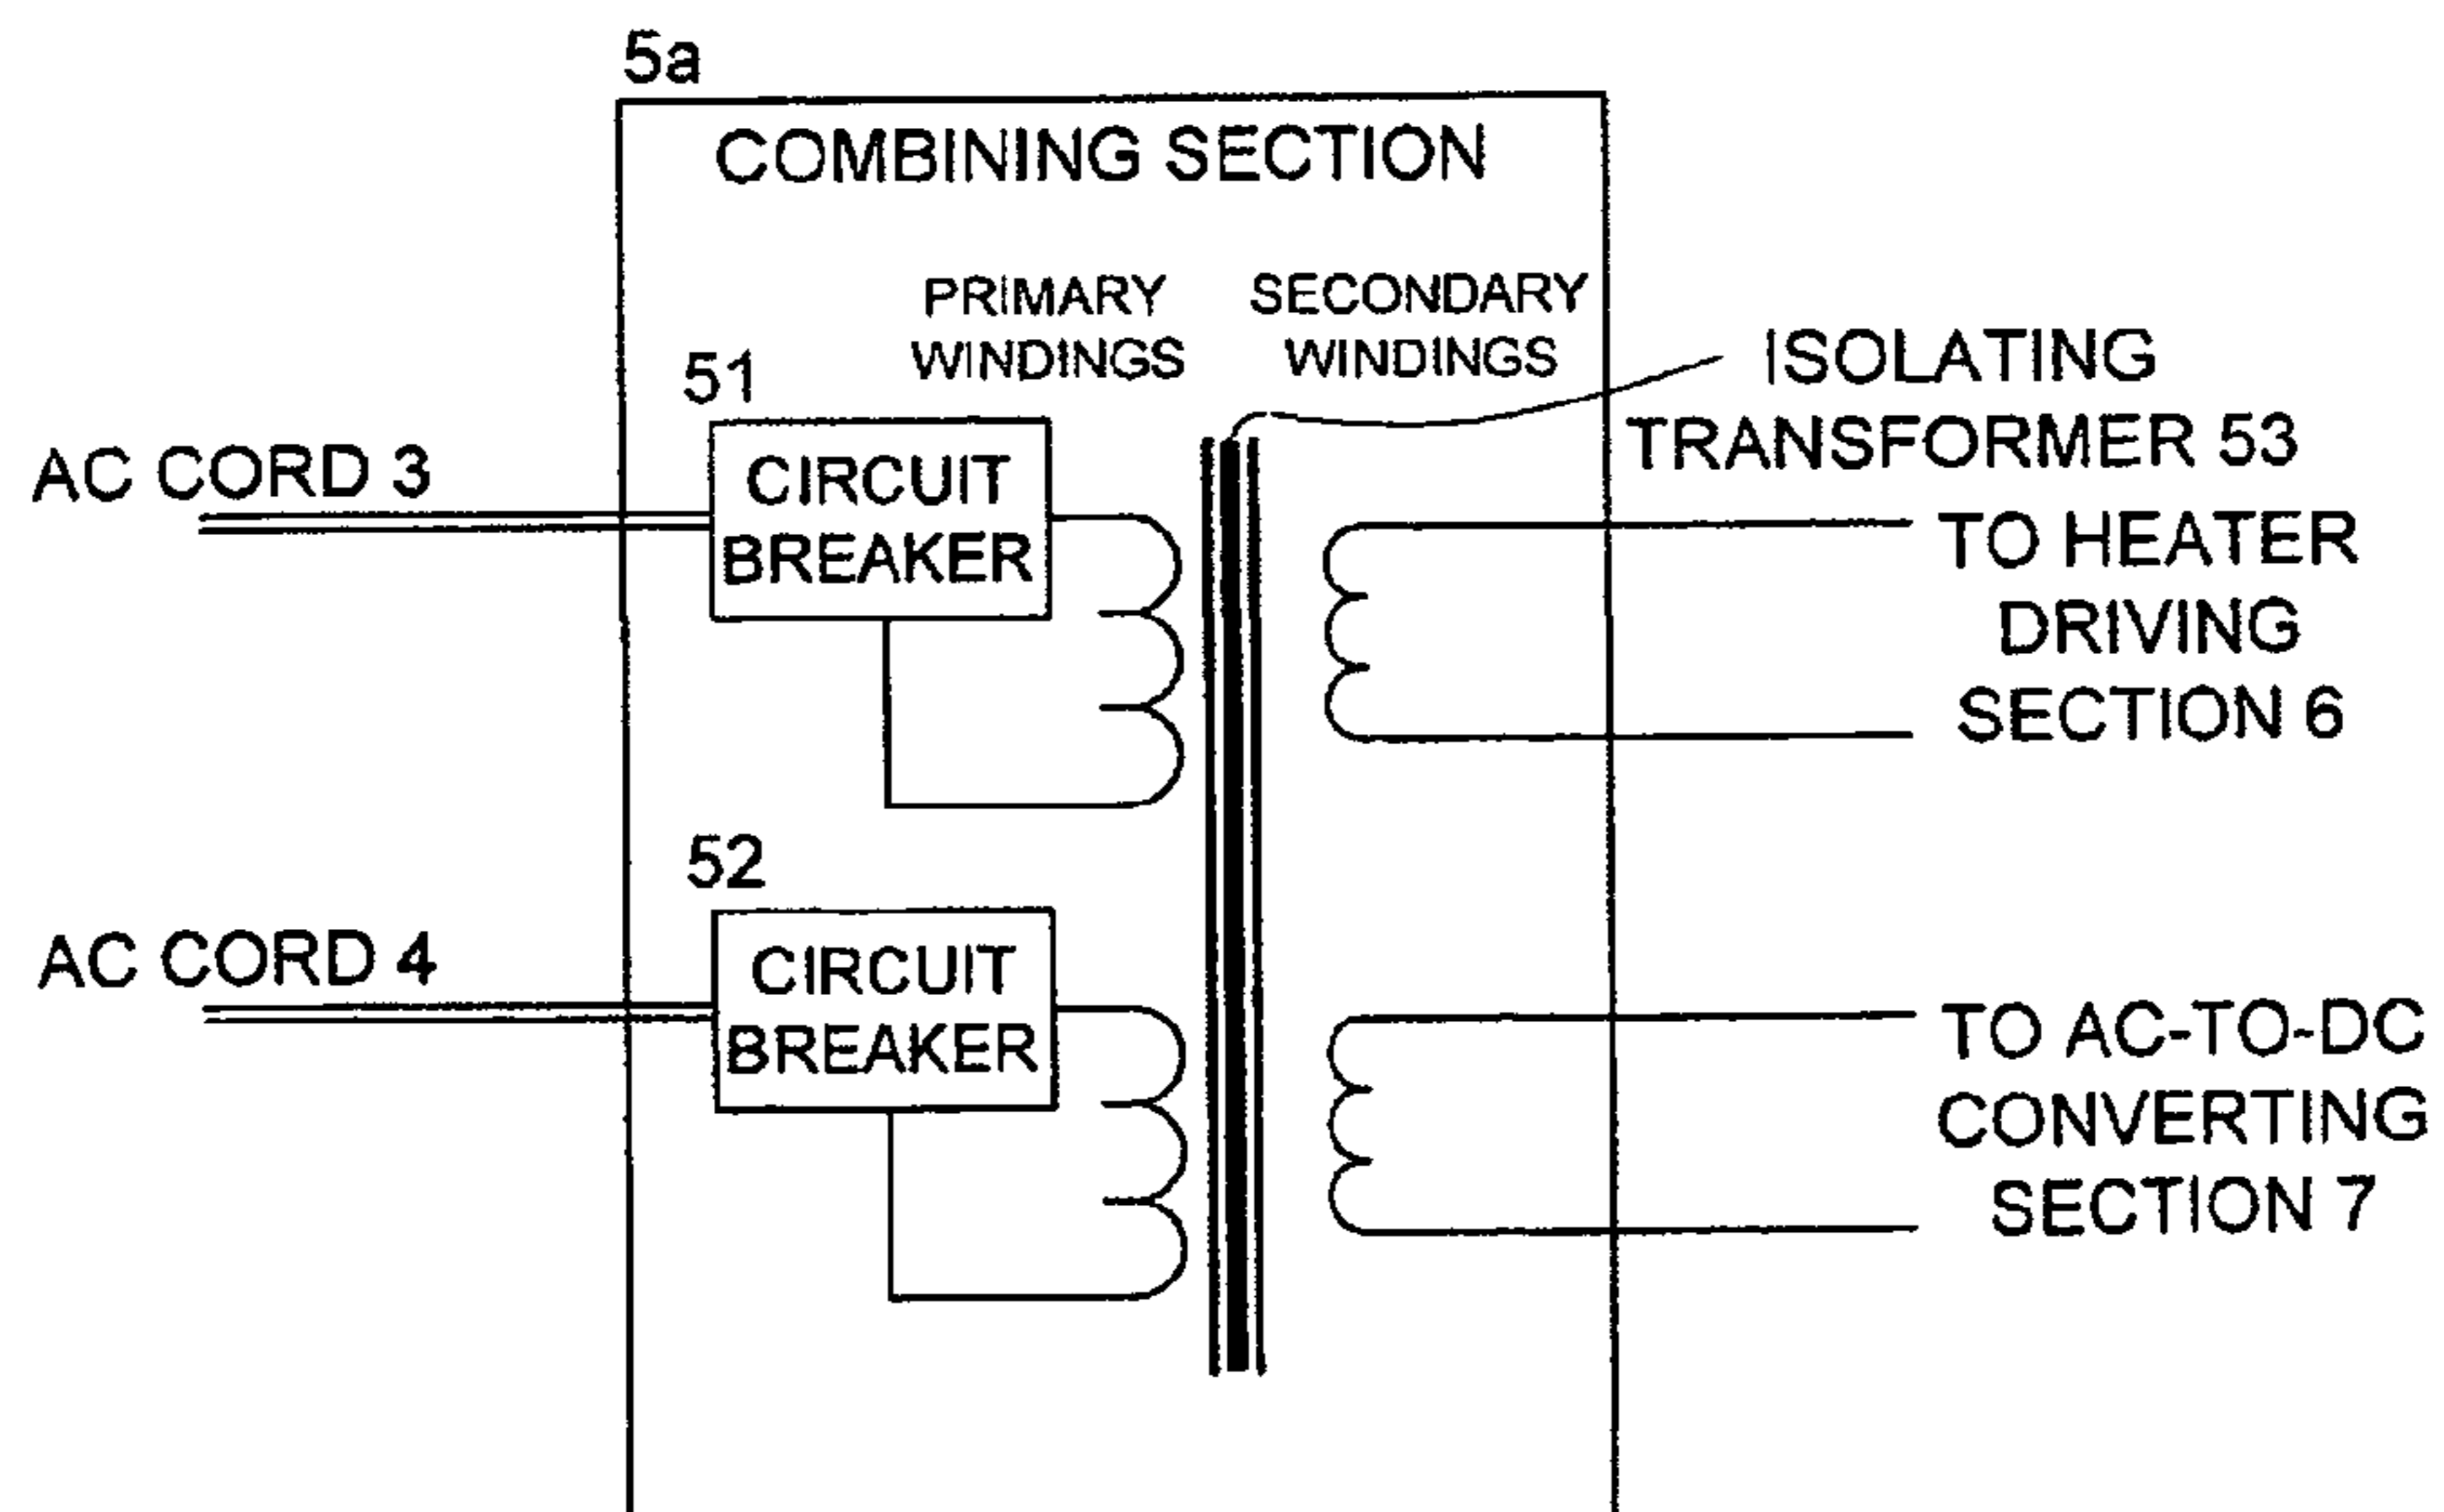 5a
COMBINING SECTION
PRIMARY
WINDINGS
SECONDARY
WINDINGS
ISOLATING
TRANSFORMER 53
51
AC CORD 3
CIRCUIT
BREAKER
TO HEATER
DRIVING
SECTION 6
52
AC CORD 4
CIRCUIT
BREAKER
TO AC-TO-DC
CONVERTING
SECTION 7